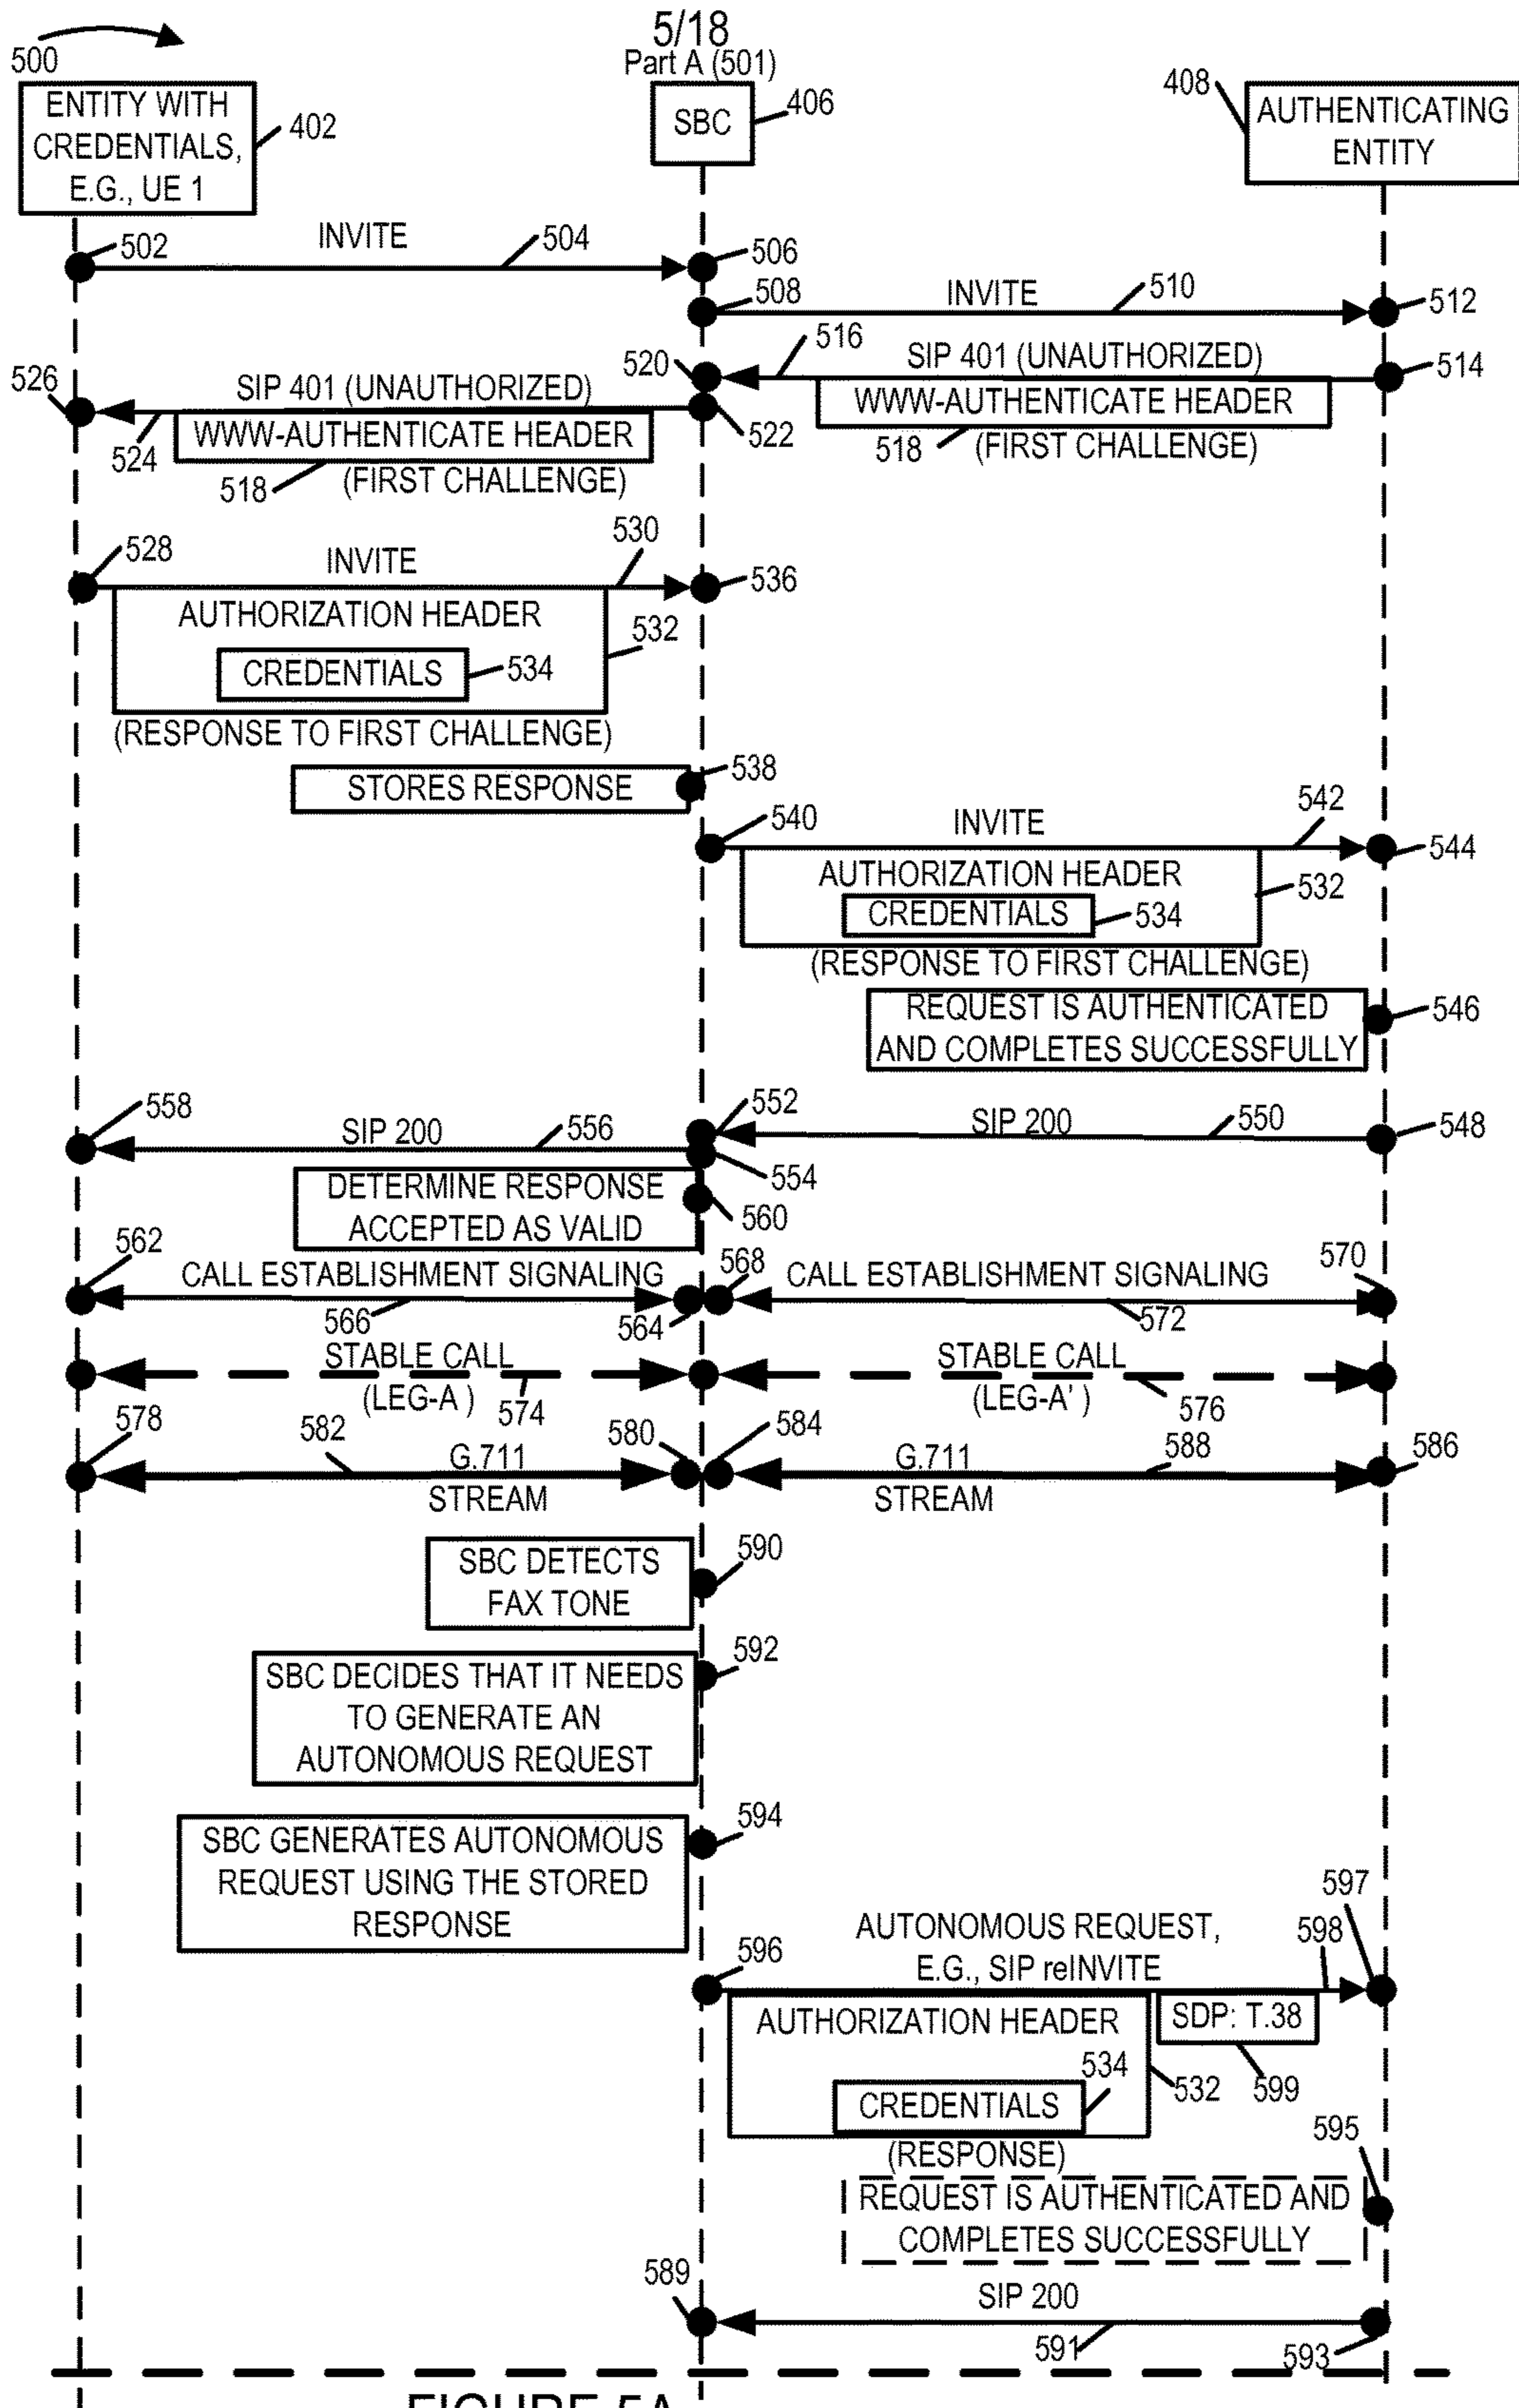 5/18
500
Part A (501)
ENTITY WITH
CREDENTIALS,
E.G., UE 1
402
SBC
406
408
AUTHENTICATING
ENTITY
502
INVITE
504
506
508
INVITE
510
512
516
520
SIP 401 (UNAUTHORIZED)
514
526
SIP 401 (UNAUTHORIZED)
WWW-AUTHENTICATE HEADER
522
524
WWW-AUTHENTICATE HEADER
518
(FIRST CHALLENGE)
518
(FIRST CHALLENGE)
528
INVITE
530
536
AUTHORIZATION HEADER
532
CREDENTIALS
534
(RESPONSE TO FIRST CHALLENGE)
STORES RESPONSE
538
540
INVITE
542
544
AUTHORIZATION HEADER
532
CREDENTIALS
534
(RESPONSE TO FIRST CHALLENGE)
REQUEST IS AUTHENTICATED
AND COMPLETES SUCCESSFULLY
546
558
SIP 200
556
552
SIP 200
550
548
554
DETERMINE RESPONSE
ACCEPTED AS VALID
560
562
CALL ESTABLISHMENT SIGNALING
568
CALL ESTABLISHMENT SIGNALING
570
566
564
572
STABLE CALL
(LEG-A )
574
STABLE CALL
(LEG-A')
576
578
582
G.711
STREAM
580
584
G.711
STREAM
588
586
SBC DETECTS
FAX TONE
590
SBC DECIDES THAT IT NEEDS
TO GENERATE AN
AUTONOMOUS REQUEST
592
SBC GENERATES AUTONOMOUS
REQUEST USING THE STORED
RESPONSE
594
596
AUTONOMOUS REQUEST,
E.G., SIP reINVITE
598
597
AUTHORIZATION HEADER
SDP: T.38
534
532
599
CREDENTIALS
(RESPONSE)
595
REQUEST IS AUTHENTICATED AND
COMPLETES SUCCESSFULLY
589
SIP 200
591
593
FIGURE 5A